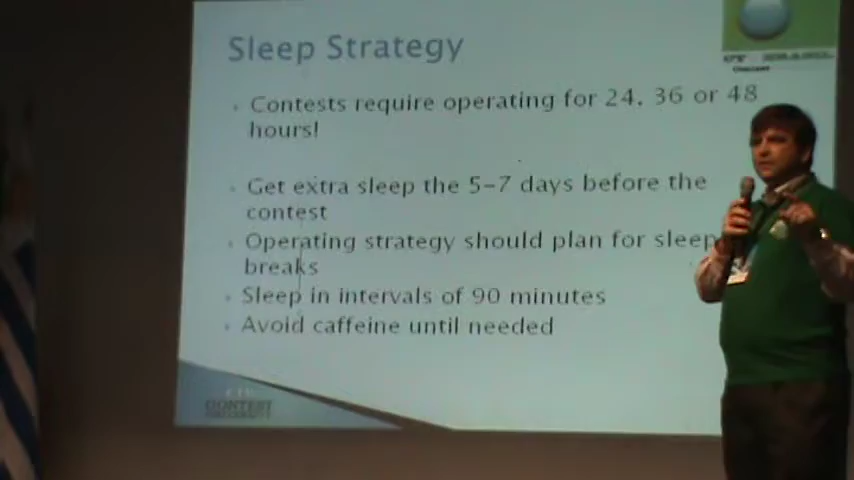 Sleep Strategy
Contests require operating for 24, 36 or 48
hours!
Get extra sleep the 5-7 days before the
contest
Operating strategy should plan for sleep
breaks
Sleep in intervals of 90 minutes
Avoid caffeine until needed
CONTEST